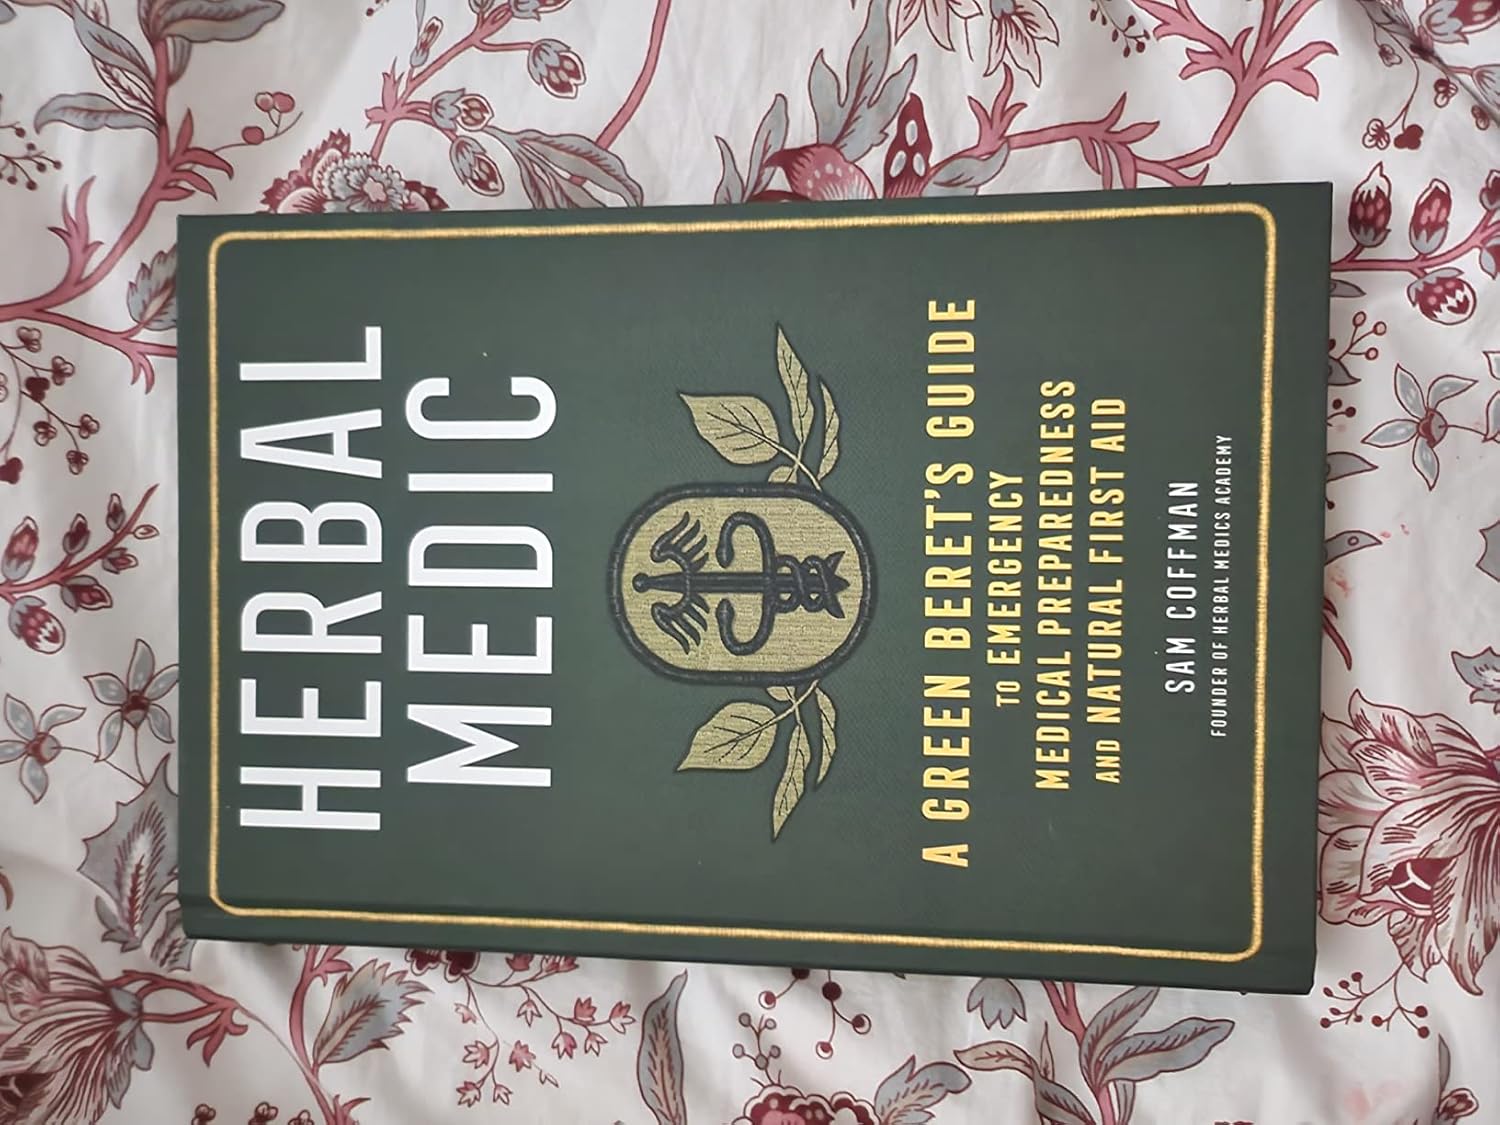 HERBAL
MEDIC
A GREEN BERET'S GUIDE
TO EMERGENCY
MEDICAL PREPAREDNESS
AND NATURAL FIRST AID
SAM COFFMAN
FOUNDER OF HERBAL MEDICS ACADEMY